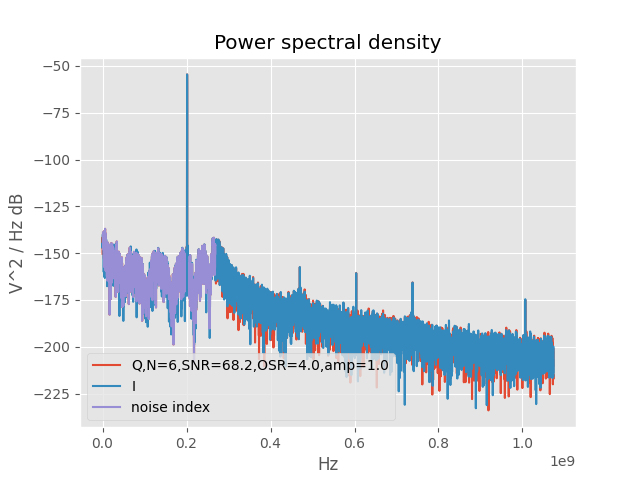 Power spectral density
V^2 / Hz dB
−50
−75
−100
−125
−150
−175
−200
−225
Q,N=6,SNR=68.2,OSR=4.0,amp=1.0
I
noise index
0.0 0.2 0.4 0.6 0.8 1.0
1e9
Hz